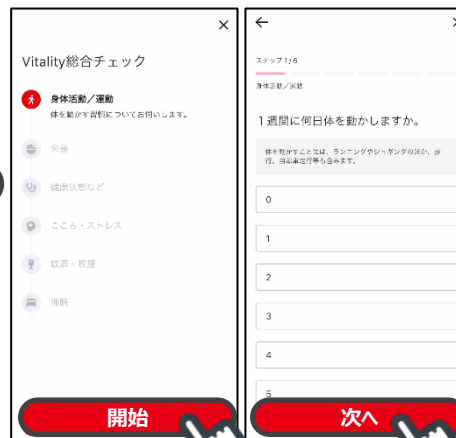 Vitality総合チェック
身体活動／運動
体を動かす習慣についてお伺いします。
栄養
健康状態など
こころ・ストレス
飲酒・喫煙
睡眠
開始
ステップ1/6
身体活動／運動
1週間に何日体を動かしますか。
体を動かすことには、ランニングやジョギングのほか、歩
行、自転車走行等も含みます。
0
1
2
3
4
5
次へ